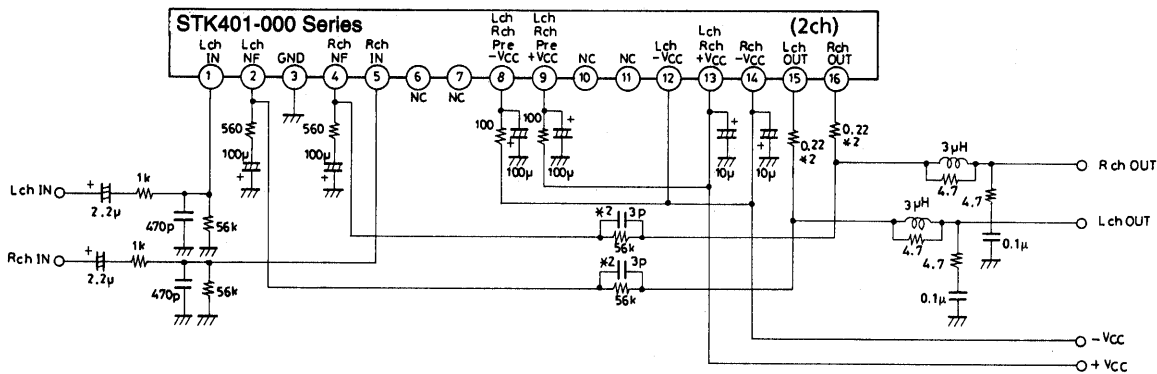 STK401-000 Series (2ch)
Lch IN
Lch NF
GND
Rch NF
Rch IN
Lch Rch Pre -VCC
Lch Rch Pre +VCC
NC
NC
Lch -VCC
Lch Rch +VCC
Rch -VCC
Lch OUT
Rch OUT
1 2 3 4 5 6 7 8 9 10 11 12 13 14 15 16
NC NC
560
100µ
+
560
100µ
+
100
+
100µ
100
+
100µ
+
10µ
+
10µ
0.22
*2
0.22
*2
3µH
4.7
4.7
0.1µ
Rch OUT
3µH
4.7
4.7
0.1µ
Lch OUT
Lch IN
+
2.2µ
1k
470p
56k
Rch IN
+
2.2µ
1k
470p
56k
*2 3p
56k
*2 3p
56k
-VCC
+VCC